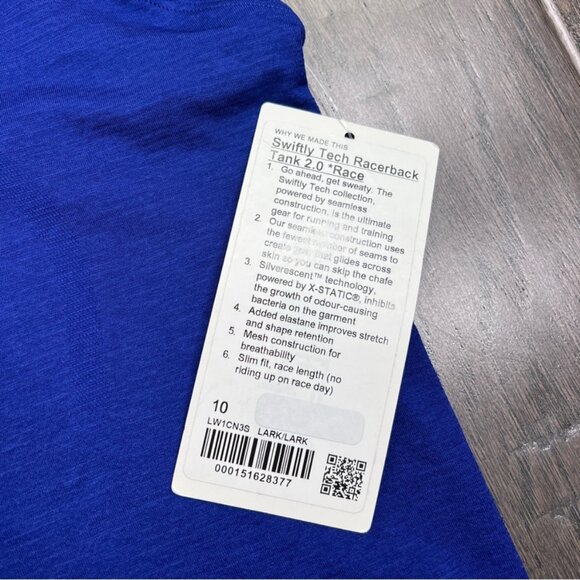 WHY WE MADE THIS
Swiftly Tech Racerback
Tank 2.0 *Race
1. Go ahead, get sweaty. The
Swiftly Tech collection,
powered by seamless
construction, is the ultimate
gear for running and training
2. Our seamless construction uses
the fewest number of seams to
create gear that glides across
skin so you can skip the chafe
3. Silverescent™ technology,
powered by X-STATIC®, inhibits
the growth of odour-causing
bacteria on the garment
4. Added elastane improves stretch
and shape retention
5. Mesh construction for
breathability
6. Slim fit, race length (no
riding up on race day)
10
LW1CN3S LARK/LARK
000151628377